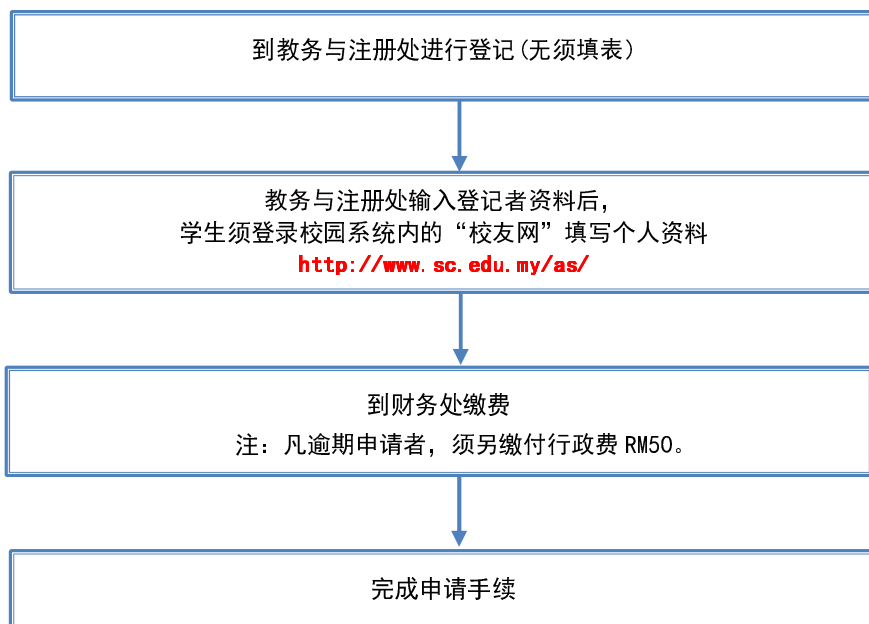 到教务与注册处进行登记(无须填表)
教务与注册处输入登记者资料后，
学生须登录校园系统内的“校友网”填写个人资料
http://www.sc.edu.my/as/
到财务处缴费
注：凡逾期申请者，须另缴付行政费 RM50。
完成申请手续